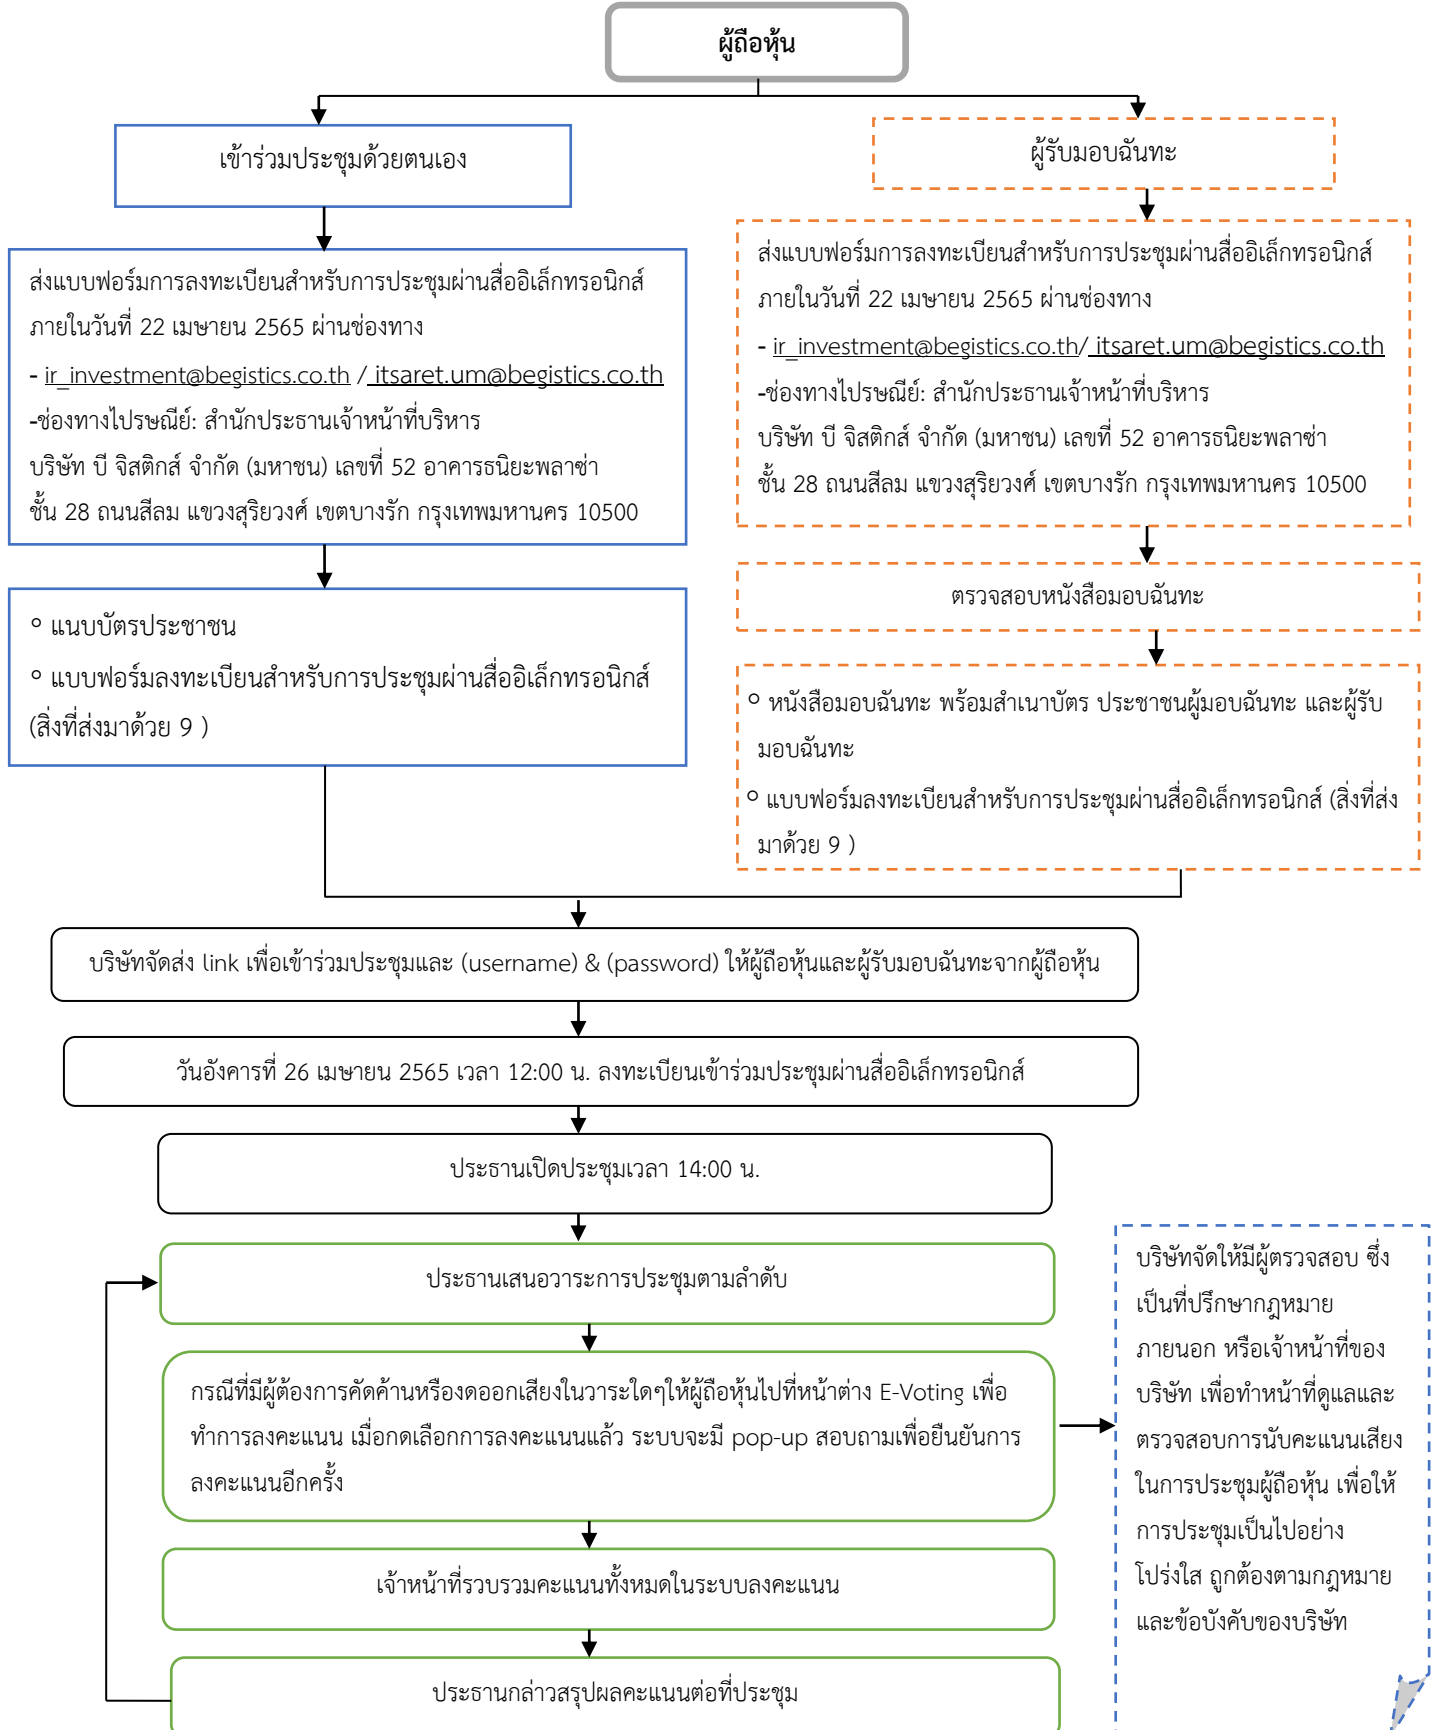 ผู้ถือหุ้น
เข้าร่วมประชุมด้วยตนเอง
ส่งแบบฟอร์มการลงทะเบียนสำหรับการประชุมผ่านสื่ออิเล็กทรอนิกส์
ภายในวันที่ 22 เมษายน 2565 ผ่านช่องทาง
- ir_investment@begistics.co.th / itsaret.um@begistics.co.th
-ช่องทางไปรษณีย์: สำนักประธานเจ้าหน้าที่บริหาร
บริษัท บี จิสติกส์ จำกัด (มหาชน) เลขที่ 52 อาคารธนิยะพลาซ่า
ชั้น 28 ถนนสีลม แขวงสุริยวงศ์ เขตบางรัก กรุงเทพมหานคร 10500
° แนบบัตรประชาชน
° แบบฟอร์มลงทะเบียนสำหรับการประชุมผ่านสื่ออิเล็กทรอนิกส์
(สิ่งที่ส่งมาด้วย 9 )
ผู้รับมอบฉันทะ
ส่งแบบฟอร์มการลงทะเบียนสำหรับการประชุมผ่านสื่ออิเล็กทรอนิกส์
ภายในวันที่ 22 เมษายน 2565 ผ่านช่องทาง
- ir_investment@begistics.co.th/ itsaret.um@begistics.co.th
-ช่องทางไปรษณีย์: สำนักประธานเจ้าหน้าที่บริหาร
บริษัท บี จิสติกส์ จำกัด (มหาชน) เลขที่ 52 อาคารธนิยะพลาซ่า
ชั้น 28 ถนนสีลม แขวงสุริยวงศ์ เขตบางรัก กรุงเทพมหานคร 10500
ตรวจสอบหนังสือมอบฉันทะ
° หนังสือมอบฉันทะ พร้อมสำเนาบัตร ประชาชนผู้มอบฉันทะ และผู้รับ
มอบฉันทะ
° แบบฟอร์มลงทะเบียนสำหรับการประชุมผ่านสื่ออิเล็กทรอนิกส์ (สิ่งที่ส่ง
มาด้วย 9 )
บริษัทจัดส่ง link เพื่อเข้าร่วมประชุมและ (username) & (password) ให้ผู้ถือหุ้นและผู้รับมอบฉันทะจากผู้ถือหุ้น
วันอังคารที่ 26 เมษายน 2565 เวลา 12:00 น. ลงทะเบียนเข้าร่วมประชุมผ่านสื่ออิเล็กทรอนิกส์
ประธานเปิดประชุมเวลา 14:00 น.
ประธานเสนอวาระการประชุมตามลำดับ
กรณีที่มีผู้ต้องการคัดค้านหรืองดออกเสียงในวาระใดๆให้ผู้ถือหุ้นไปที่หน้าต่าง E-Voting เพื่อ
ทำการลงคะแนน เมื่อกดเลือกการลงคะแนนแล้ว ระบบจะมี pop-up สอบถามเพื่อยืนยันการ
ลงคะแนนอีกครั้ง
เจ้าหน้าที่รวบรวมคะแนนทั้งหมดในระบบลงคะแนน
ประธานกล่าวสรุปผลคะแนนต่อที่ประชุม
บริษัทจัดให้มีผู้ตรวจสอบ ซึ่ง
เป็นที่ปรึกษากฎหมาย
ภายนอก หรือเจ้าหน้าที่ของ
บริษัท เพื่อทำหน้าที่ดูแลและ
ตรวจสอบการนับคะแนนเสียง
ในการประชุมผู้ถือหุ้น เพื่อให้
การประชุมเป็นไปอย่าง
โปร่งใส ถูกต้องตามกฎหมาย
และข้อบังคับของบริษัท